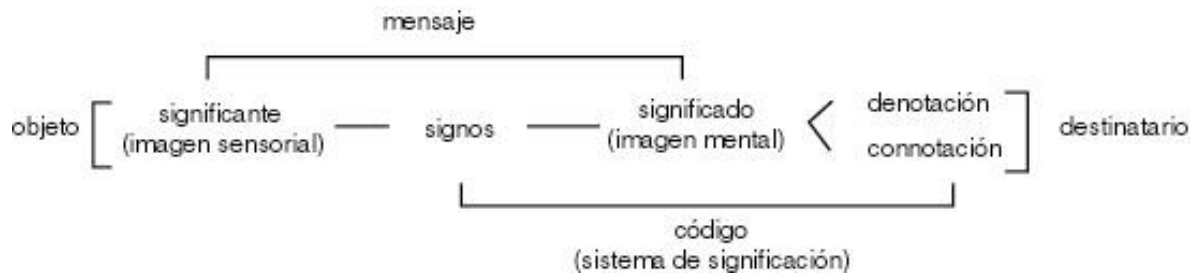 mensaje
objeto
significante
(imagen sensorial)
signos
significado
(imagen mental)
denotación
connotación
destinatario
código
(sistema de significación)